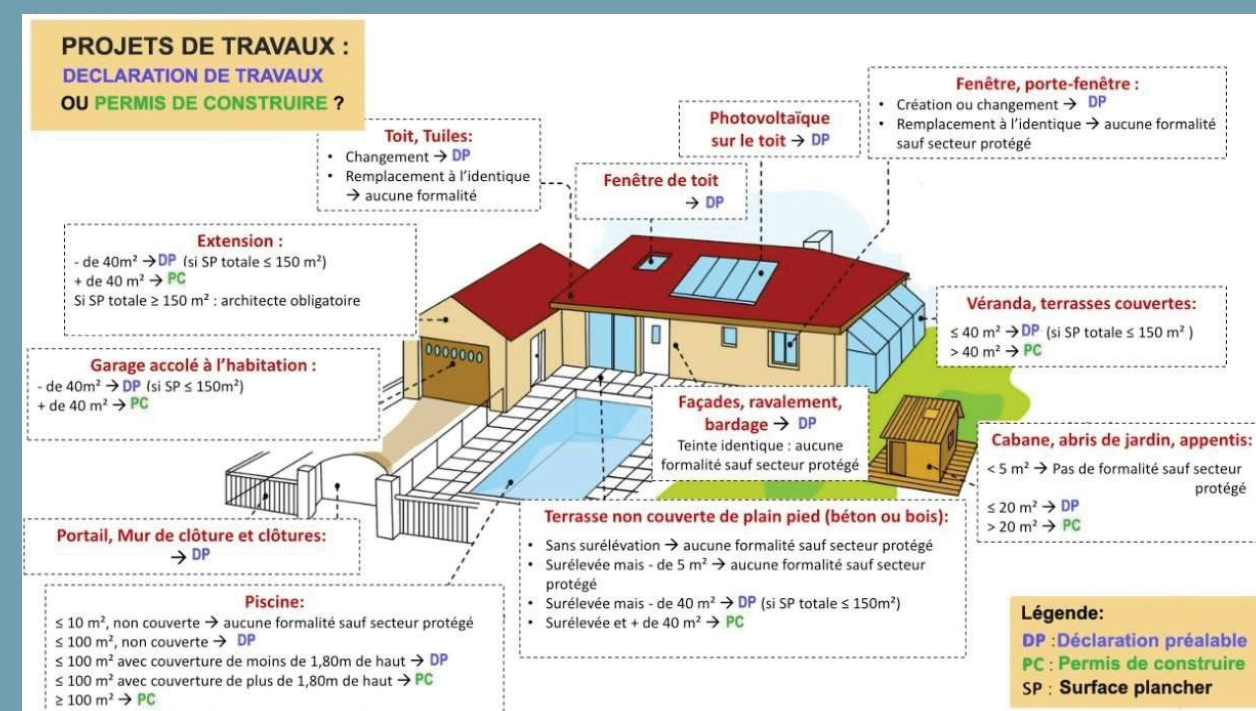 PROJETS DE TRAVAUX :
DECLARATION DE TRAVAUX
OU PERMIS DE CONSTRUIRE ?
Toit, Tuiles:
• Changement → DP
• Remplacement à l'identique
→ aucune formalité
Fenêtre de toit
→ DP
Photovoltaïque
sur le toit → DP
Fenêtre, porte-fenêtre :
• Création ou changement → DP
• Remplacement à l'identique → aucune formalité
sauf secteur protégé
Extension :
- de 40m² → DP (si SP totale ≤ 150 m²)
+ de 40 m² → PC
Si SP totale ≥ 150 m² : architecte obligatoire
Garage accolé à l'habitation :
- de 40m² → DP (si SP ≤ 150m²)
+ de 40 m² → PC
Véranda, terrasses couvertes:
≤ 40 m² → DP (si SP totale ≤ 150 m² )
> 40 m² → PC
Façades, ravalement,
bardage → DP
Teinte identique : aucune
formalité sauf secteur protégé
Cabane, abris de jardin, appentis:
< 5 m² → Pas de formalité sauf secteur
protégé
≤ 20 m² → DP
> 20 m² → PC
Portail, Mur de clôture et clôtures:
→ DP
Terrasse non couverte de plain pied (béton ou bois):
• Sans surélévation → aucune formalité sauf secteur protégé
• Surélevée mais - de 5 m² → aucune formalité sauf secteur
protégé
• Surélevée mais - de 40 m² → DP (si SP totale ≤ 150m²)
• Surélevée et + de 40 m² → PC
Piscine:
≤ 10 m², non couverte → aucune formalité sauf secteur protégé
≤ 100 m², non couverte → DP
≤ 100 m² avec couverture de moins de 1,80m de haut → DP
≤ 100 m² avec couverture de plus de 1,80m de haut → PC
≥ 100 m² → PC
Légende:
DP : Déclaration préalable
PC : Permis de construire
SP : Surface plancher